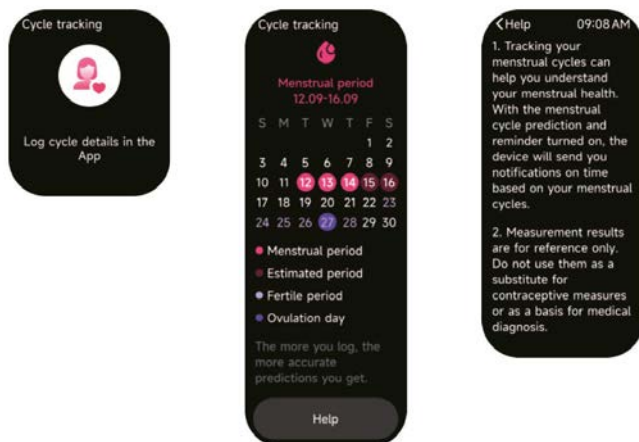 Cycle tracking
Log cycle details in the
App
Cycle tracking
Menstrual period
12.09-16.09
S M T W T F S
1 2
3 4 5 6 7 8 9
10 11 12 13 14 15 16
17 18 19 20 21 22 23
24 25 26 27 28 29 30
Menstrual period
Estimated period
Fertile period
Ovulation day
The more you log, the
more accurate
predictions you get.
Help
<Help 09:08 AM
1. Tracking your
menstrual cycles can
help you understand
your menstrual health.
With the menstrual
cycle prediction and
reminder turned on, the
device will send you
notifications on time
based on your menstrual
cycles.
2. Measurement results
are for reference only.
Do not use them as a
substitute for
contraceptive measures
or as a basis for medical
diagnosis.